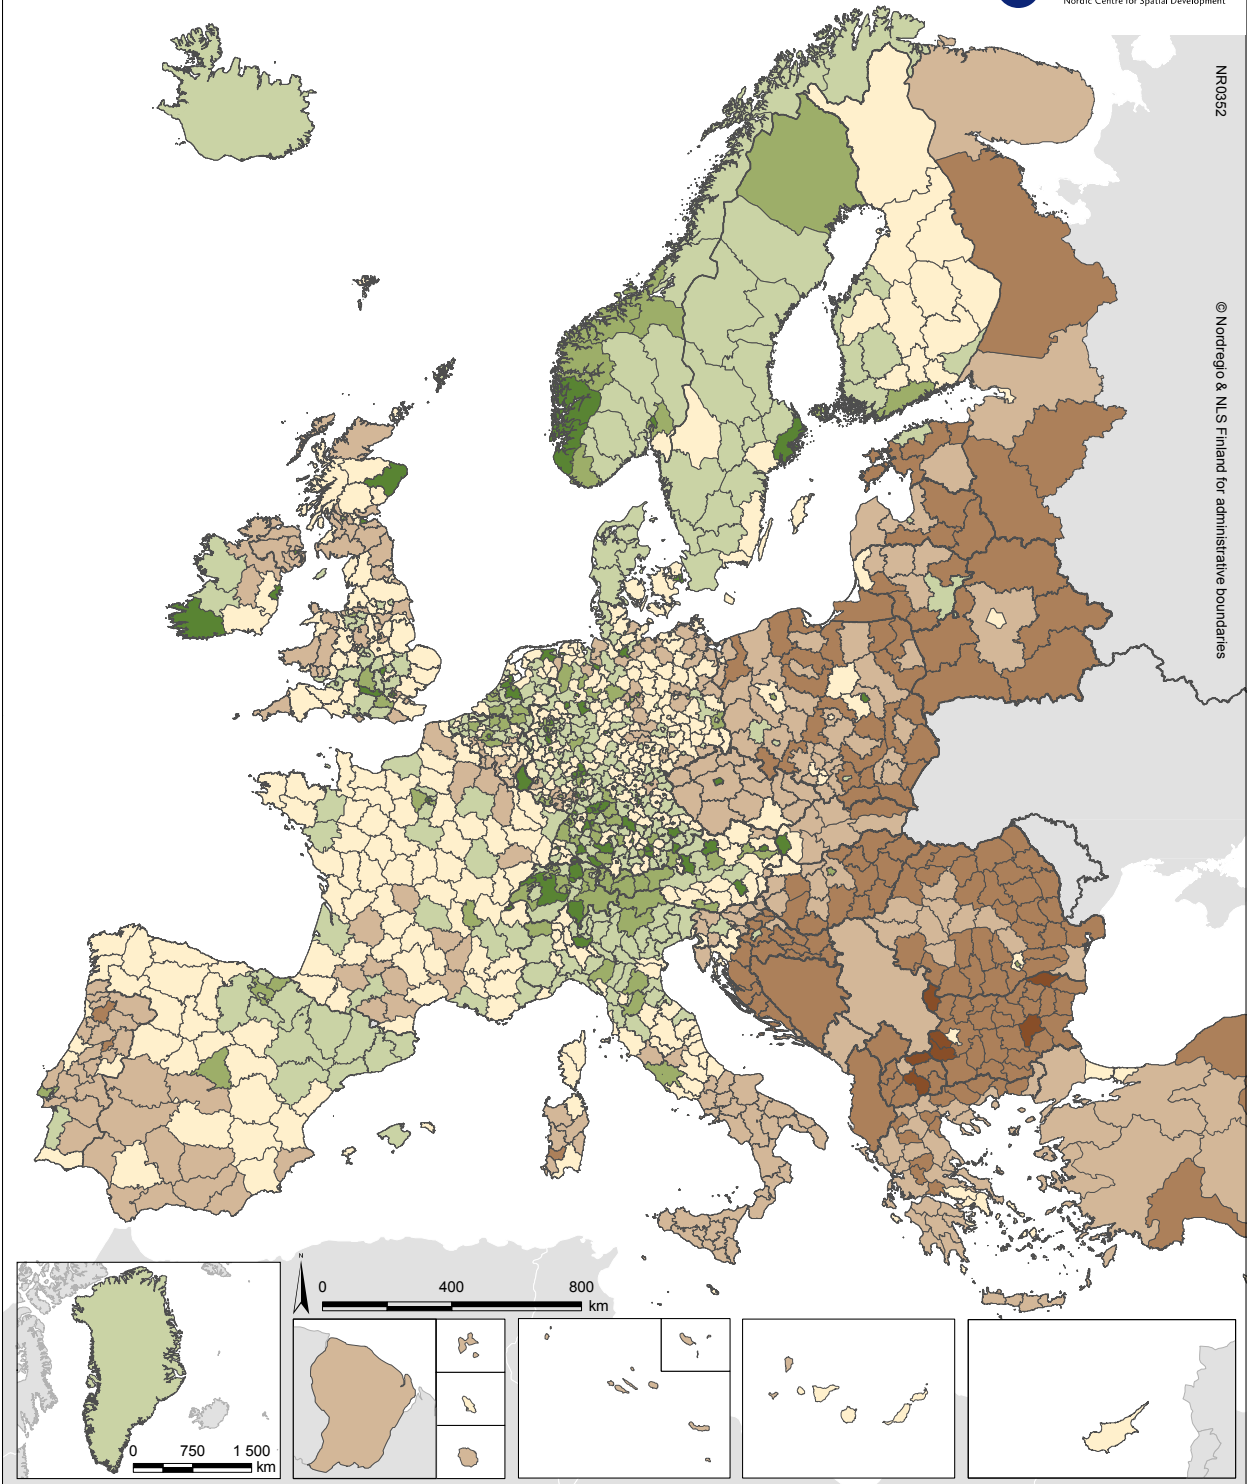 Nordic Centre for Spatial Development
NR0352
© Nordregio & NLS Finland for administrative boundaries
N
0 400 800
km
0 750 1 500
km